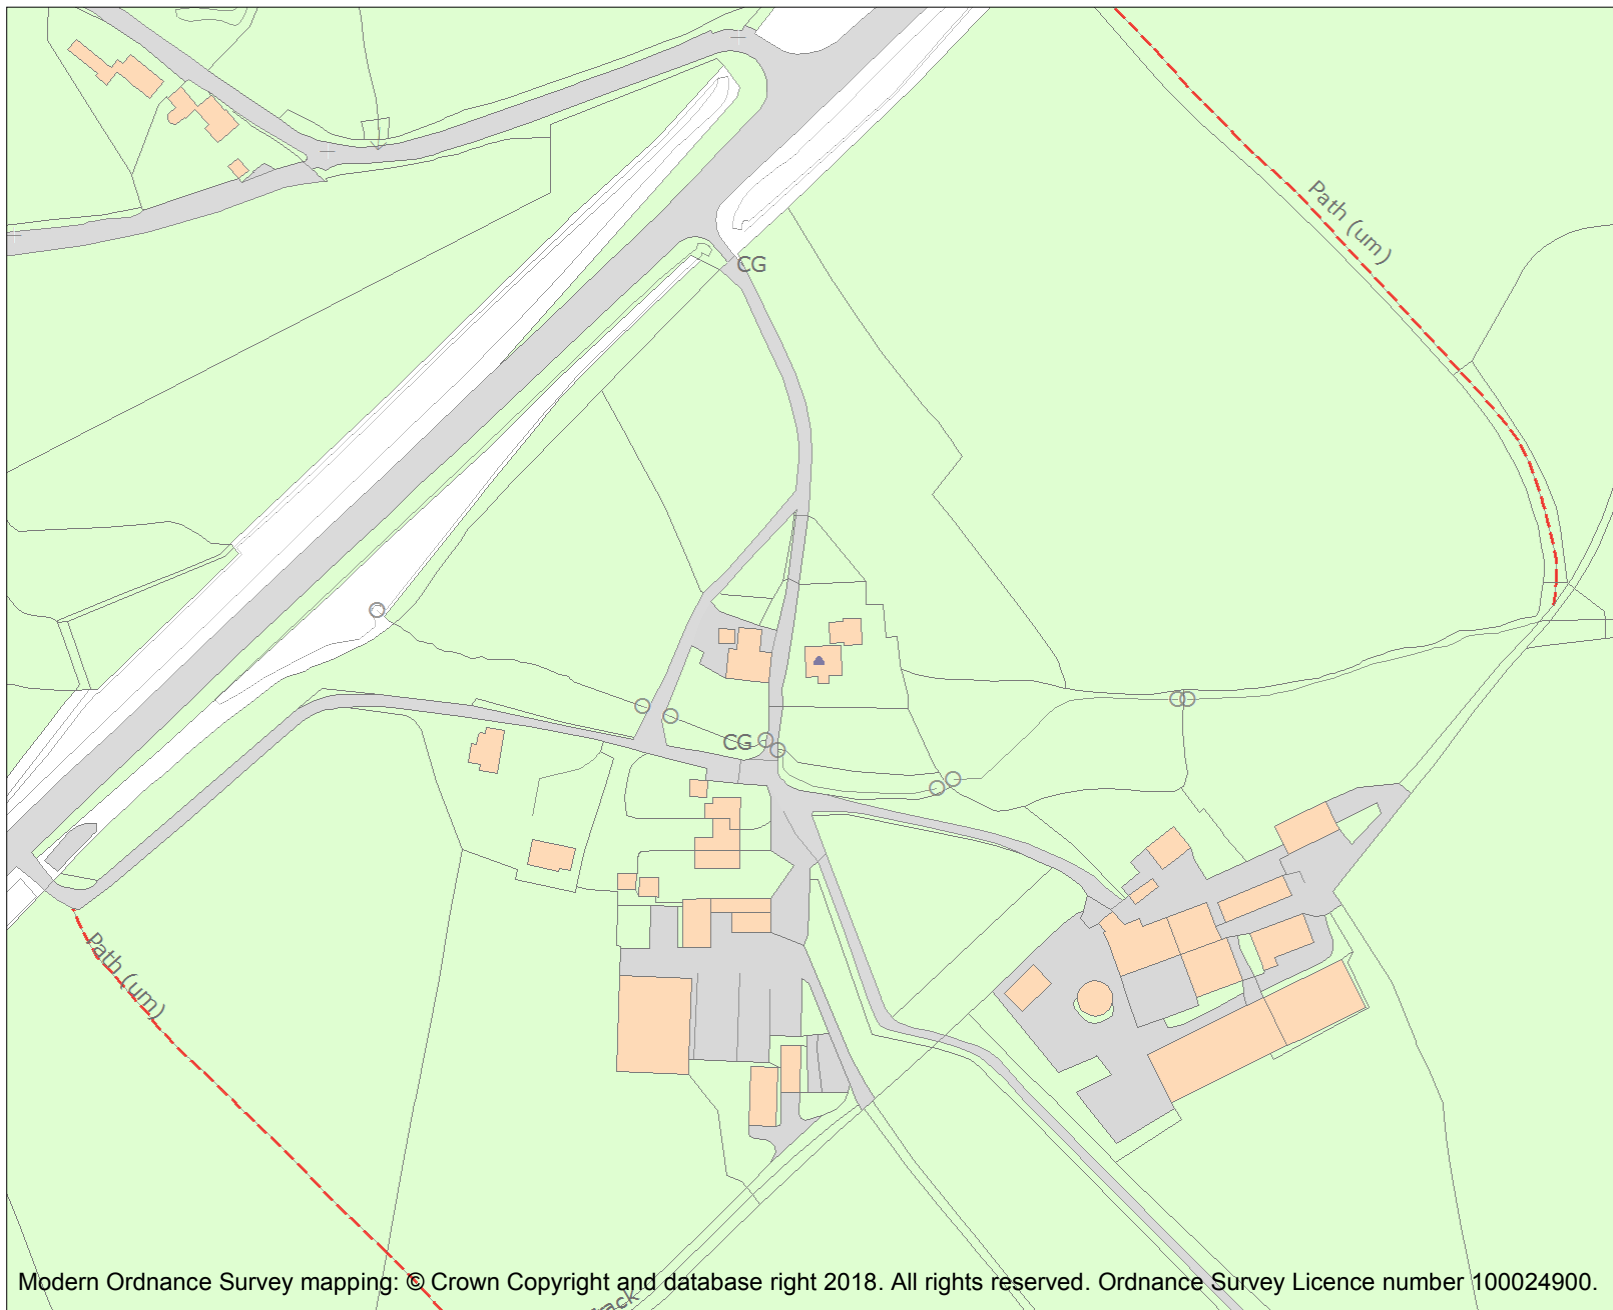 Path (um)
CG
CG
Path (um)
Modern Ordnance Survey mapping: © Crown Copyright and database right 2018. All rights reserved. Ordnance Survey Licence number 100024900.